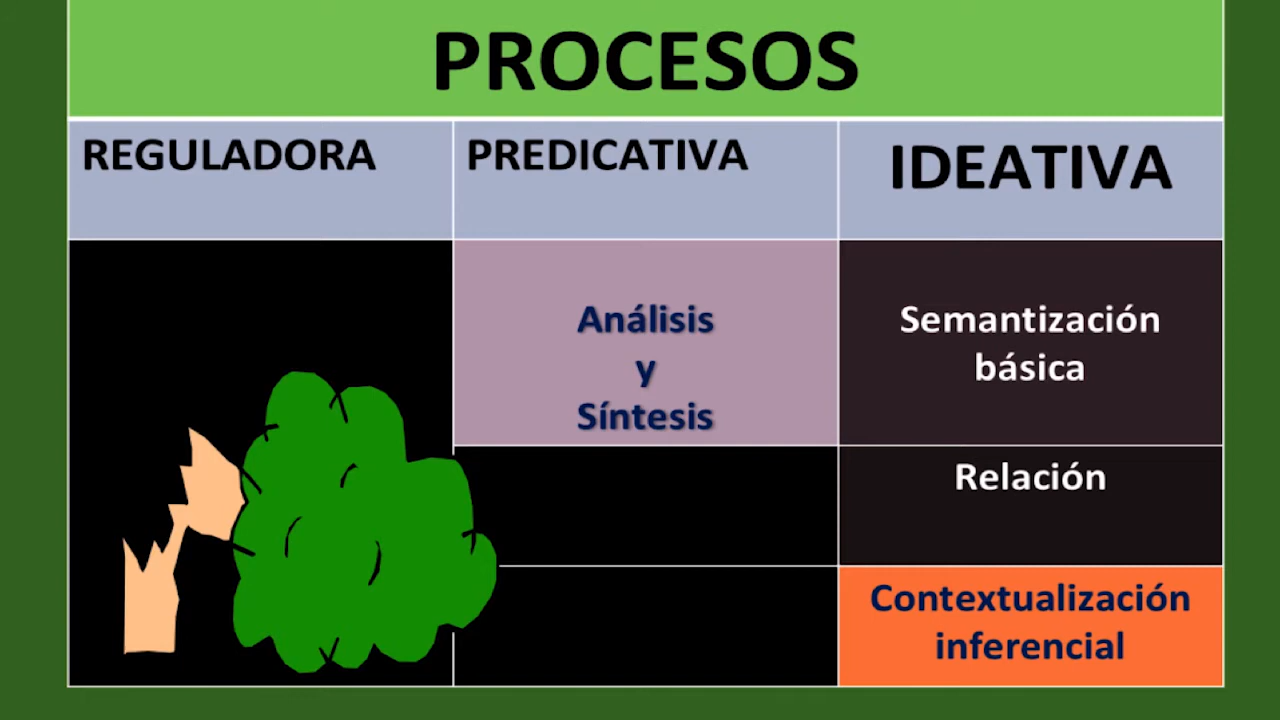 PROCESOS
REGULADORA
PREDICATIVA
IDEATIVA
Análisis
y
Síntesis
Semantización
básica
Relación
Contextualización
inferencial